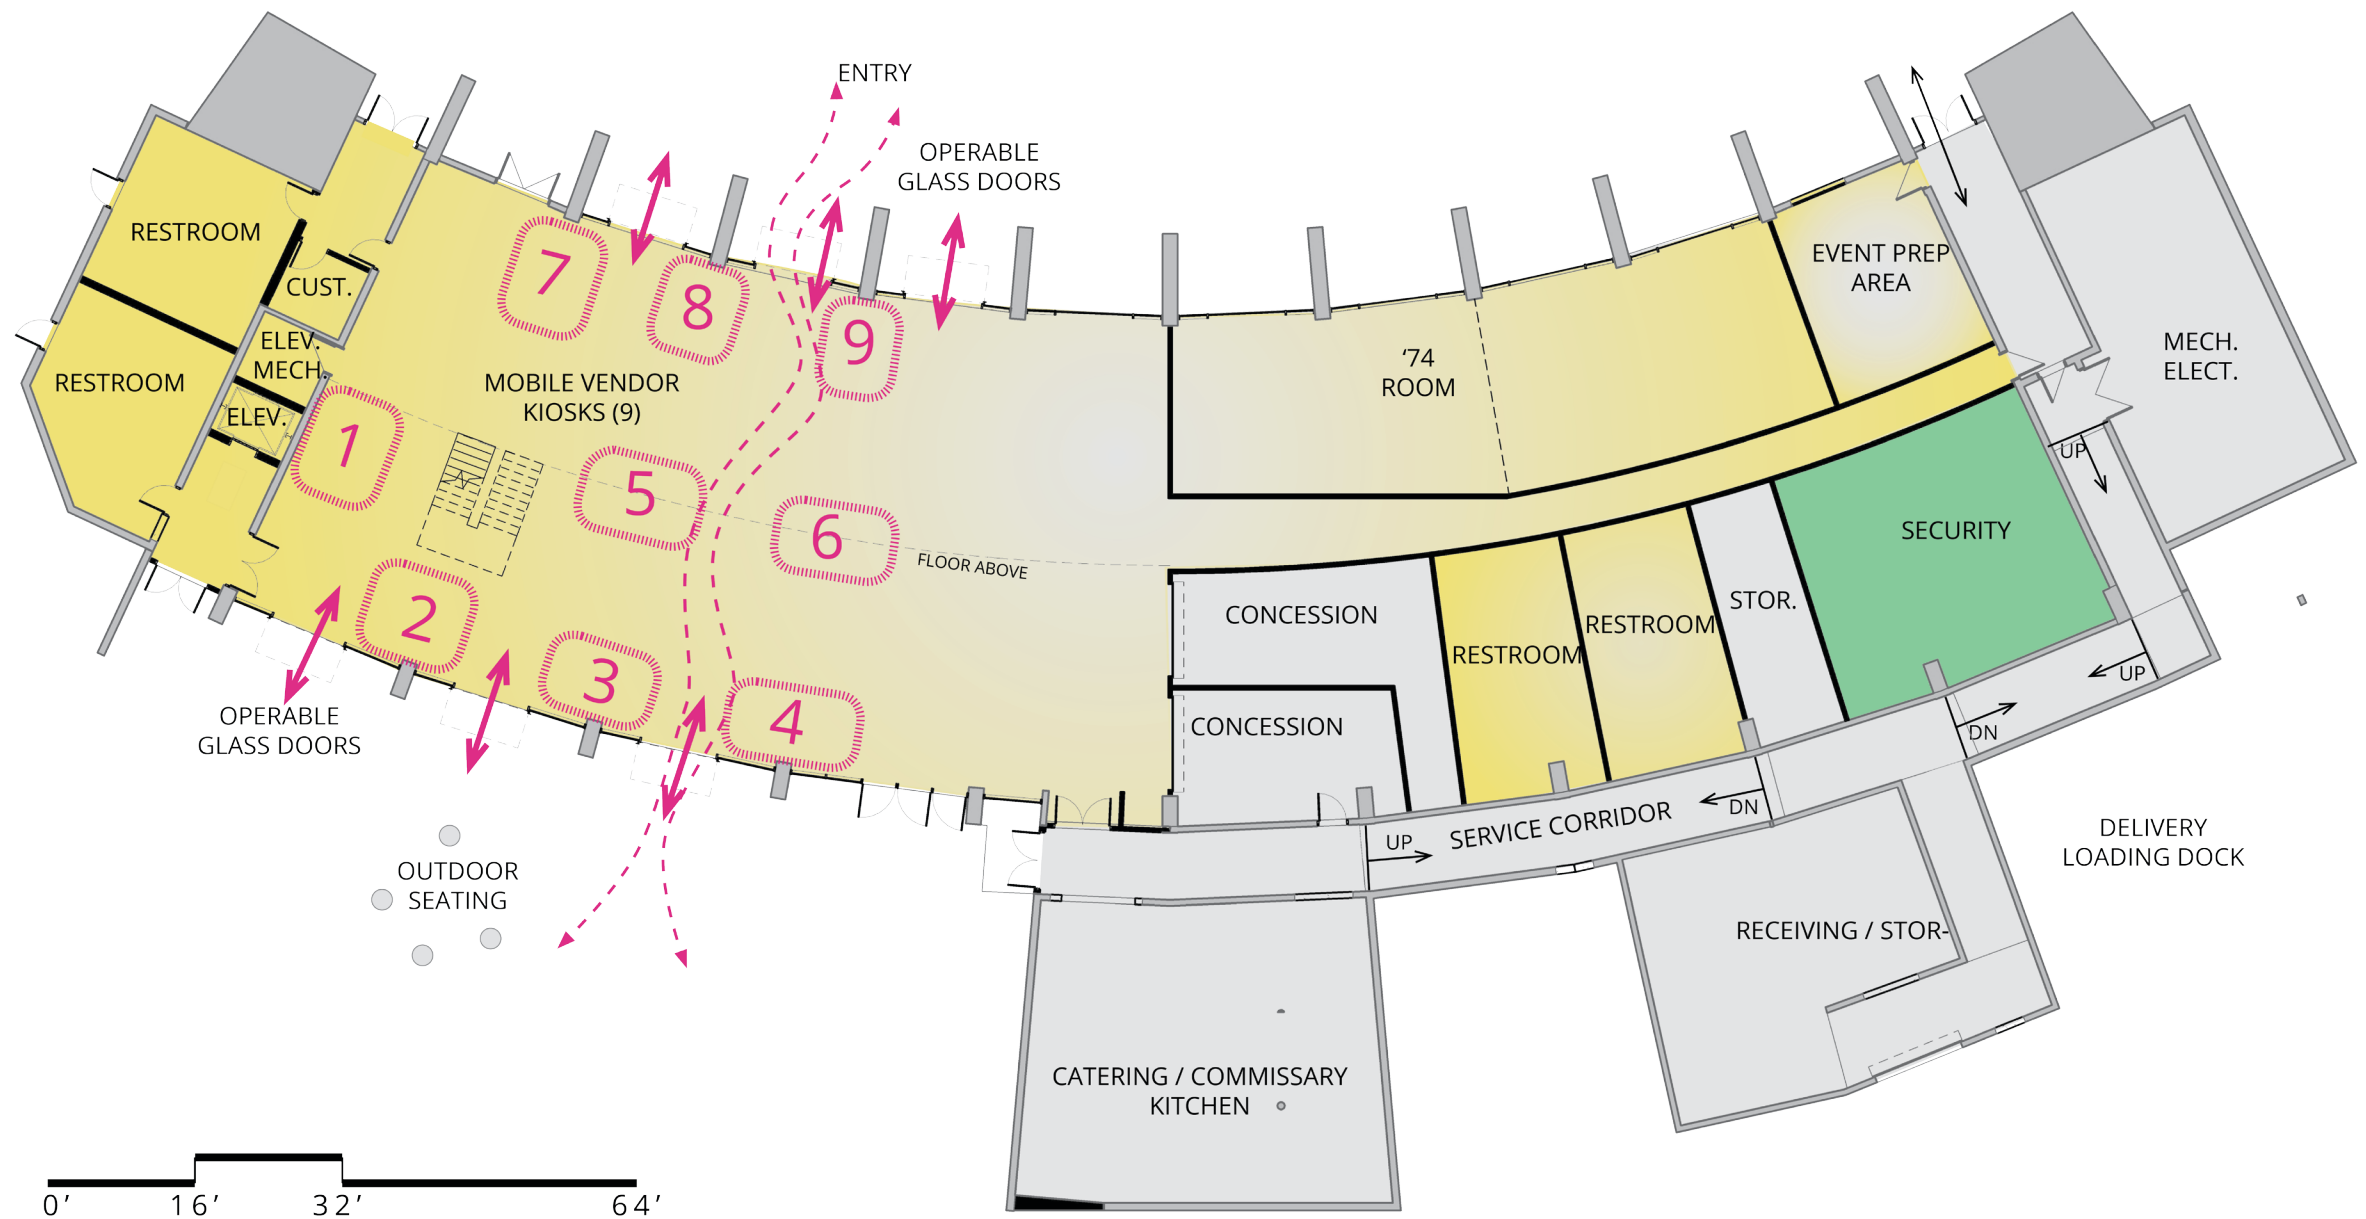 ENTRY
OPERABLE
GLASS DOORS
RESTROOM
CUST.
ELEV.
MECH.
RESTROOM
ELEV.
7
8
9
MOBILE VENDOR
KIOSKS (9)
1
5
6
FLOOR ABOVE
2
3
4
OPERABLE
GLASS DOORS
OUTDOOR
SEATING
‘74
ROOM
EVENT PREP
AREA
MECH.
ELECT.
UP
SECURITY
CONCESSION
RESTROOM
RESTROOM
STOR.
CONCESSION
UP
DN
DN
UP
SERVICE CORRIDOR
DELIVERY
LOADING DOCK
RECEIVING / STOR-
CATERING / COMMISSARY
KITCHEN
0’ 16’ 32’ 64’